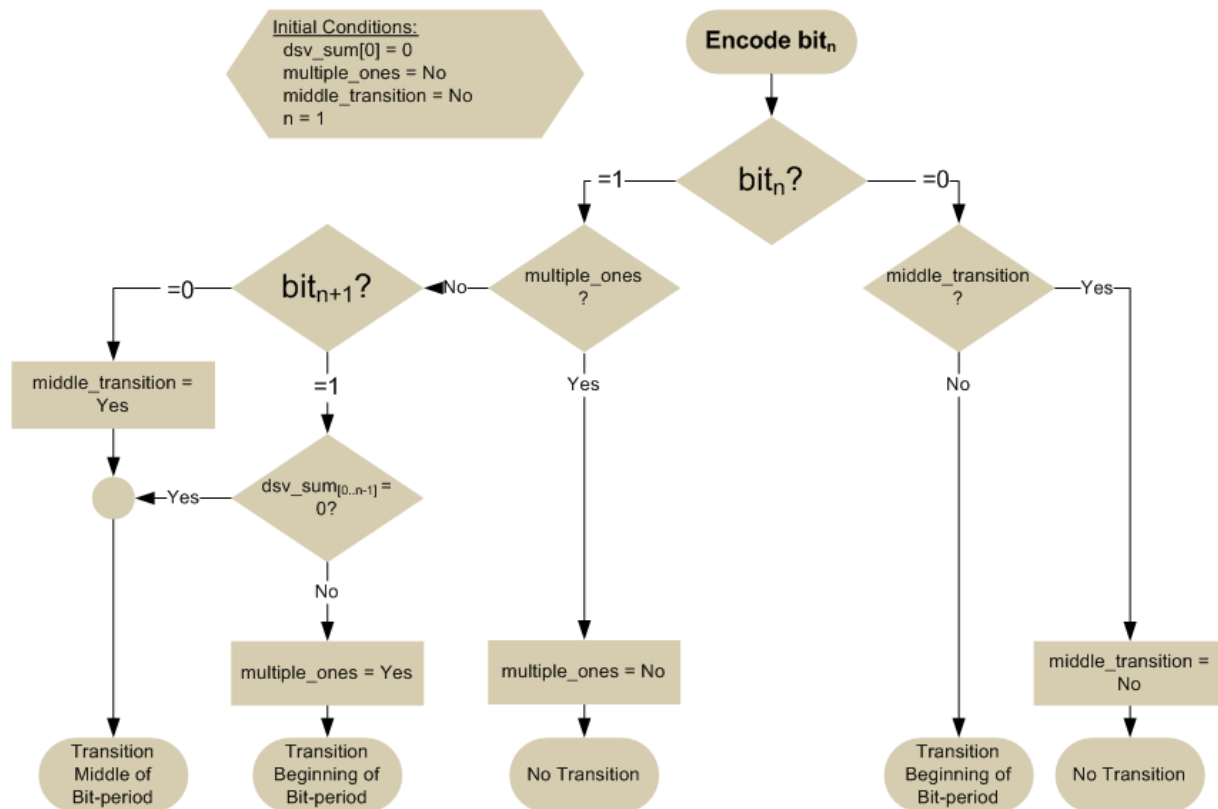 Initial Conditions:
dsv_sum[0] = 0
multiple_ones = No
middle_transition = No
n = 1
Encode bitn
bitn?
=1
=0
bitn+1?
No
multiple_ones
?
middle_transition
?
Yes
=0
=1
Yes
No
middle_transition =
Yes
dsv_sum[0..n-1] =
0?
Yes
No
multiple_ones = Yes
multiple_ones = No
middle_transition =
No
Transition
Middle of
Bit-period
Transition
Beginning of
Bit-period
No Transition
Transition
Beginning of
Bit-period
No Transition